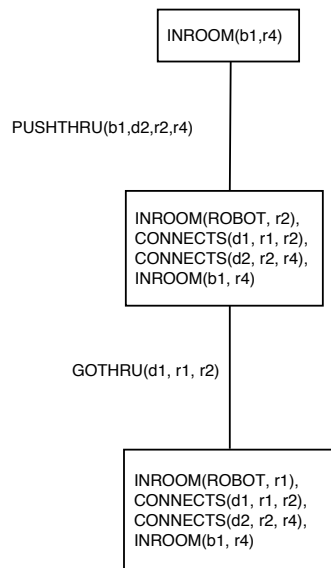 INROOM(b1,r4)
PUSHTHRU(b1,d2,r2,r4)
INROOM(ROBOT, r2),
CONNECTS(d1, r1, r2),
CONNECTS(d2, r2, r4),
INROOM(b1, r4)
GOTHRU(d1, r1, r2)
INROOM(ROBOT, r1),
CONNECTS(d1, r1, r2),
CONNECTS(d2, r2, r4),
INROOM(b1, r4)